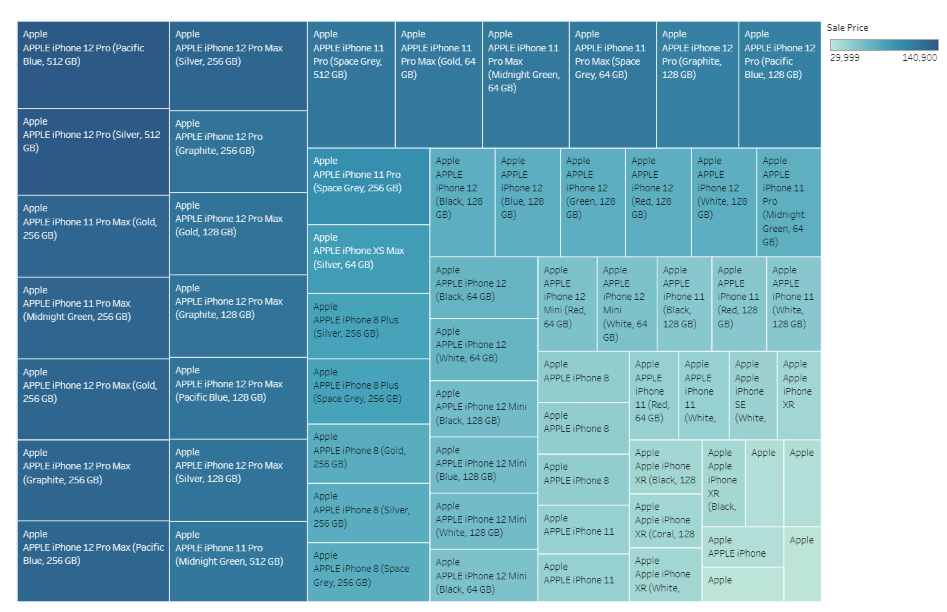 Apple
APPLE iPhone 12 Pro (Pacific
Blue, 512 GB)
Apple
APPLE iPhone 12 Pro (Silver, 512
GB)
Apple
APPLE iPhone 11 Pro Max (Gold,
256 GB)
Apple
APPLE iPhone 11 Pro Max
(Midnight Green, 256 GB)
Apple
APPLE iPhone 12 Pro Max (Gold,
256 GB)
Apple
APPLE iPhone 12 Pro Max
(Graphite, 256 GB)
Apple
APPLE iPhone 12 Pro Max (Pacific
Blue, 256 GB)
Apple
APPLE iPhone 12 Pro Max
(Silver, 256 GB)
Apple
APPLE iPhone 12 Pro
(Graphite, 256 GB)
Apple
APPLE iPhone 12 Pro Max
(Gold, 128 GB)
Apple
APPLE iPhone 12 Pro Max
(Graphite, 128 GB)
Apple
APPLE iPhone 12 Pro Max
(Pacific Blue, 128 GB)
Apple
APPLE iPhone 12 Pro Max
(Silver, 128 GB)
Apple
APPLE iPhone 11 Pro
(Midnight Green, 512 GB)
Apple
APPLE iPhone 11
Pro (Space Grey,
512 GB)
Apple
APPLE iPhone 11
Pro Max (Gold, 64
GB)
Apple
APPLE iPhone 11
Pro Max
(Midnight Green,
64 GB)
Apple
APPLE iPhone 11
Pro Max (Space
Grey, 64 GB)
Apple
APPLE iPhone 12
Pro (Graphite,
128 GB)
Apple
APPLE iPhone 12
Pro (Pacific
Blue, 128 GB)
Apple
APPLE iPhone 11 Pro
(Space Grey, 256 GB)
Apple
APPLE iPhone XS Max
(Silver, 64 GB)
Apple
APPLE iPhone 8 Plus
(Silver, 256 GB)
Apple
APPLE iPhone 8 Plus
(Space Grey, 256 GB)
Apple
APPLE iPhone 8 (Gold,
256 GB)
Apple
APPLE iPhone 8 (Silver,
256 GB)
Apple
APPLE iPhone 8 (Space
Grey, 256 GB)
Apple
APPLE
iPhone 12
(Black, 128
GB)
Apple
APPLE
iPhone 12
(Blue, 128
GB)
Apple
APPLE
iPhone 12
(Green, 128
GB)
Apple
APPLE
iPhone 12
(Red, 128
GB)
Apple
APPLE
iPhone 12
(White, 128
GB)
Apple
APPLE
iPhone 11
Pro
(Midnight
Green, 64
GB)
Apple
APPLE iPhone 12
(Black, 64 GB)
Apple
APPLE iPhone 12
(White, 64 GB)
Apple
APPLE iPhone 12 Mini
(Black, 128 GB)
Apple
APPLE iPhone 12 Mini
(Blue, 128 GB)
Apple
APPLE iPhone 12 Mini
(White, 128 GB)
Apple
APPLE iPhone 12 Mini
(Black, 64 GB)
Apple
APPLE
iPhone 12
Mini (Red,
64 GB)
Apple
APPLE
iPhone 12
Mini
(White, 64
GB)
Apple
APPLE
iPhone 11
(Black,
128 GB)
Apple
APPLE
iPhone 11
(Red, 128
GB)
Apple
APPLE
iPhone 11
(White,
128 GB)
Apple
APPLE iPhone 8
Apple
APPLE iPhone 8
Apple
APPLE iPhone 8
Apple
APPLE iPhone 11
Apple
APPLE iPhone 11
Apple
APPLE
iPhone
11 (Red,
64 GB)
Apple
APPLE
iPhone
11
(White,
Apple
Apple
iPhone
SE
(White,
Apple
Apple
iPhone
XR
Apple
Apple iPhone
XR (Black, 128
Apple
Apple iPhone
XR (Coral, 128
Apple
Apple iPhone
XR (White,
Apple
Apple
iPhone
XR
(Black,
Apple
Apple
Apple
APPLE iPhone
Apple
Apple
Sale Price
29,999
140,900